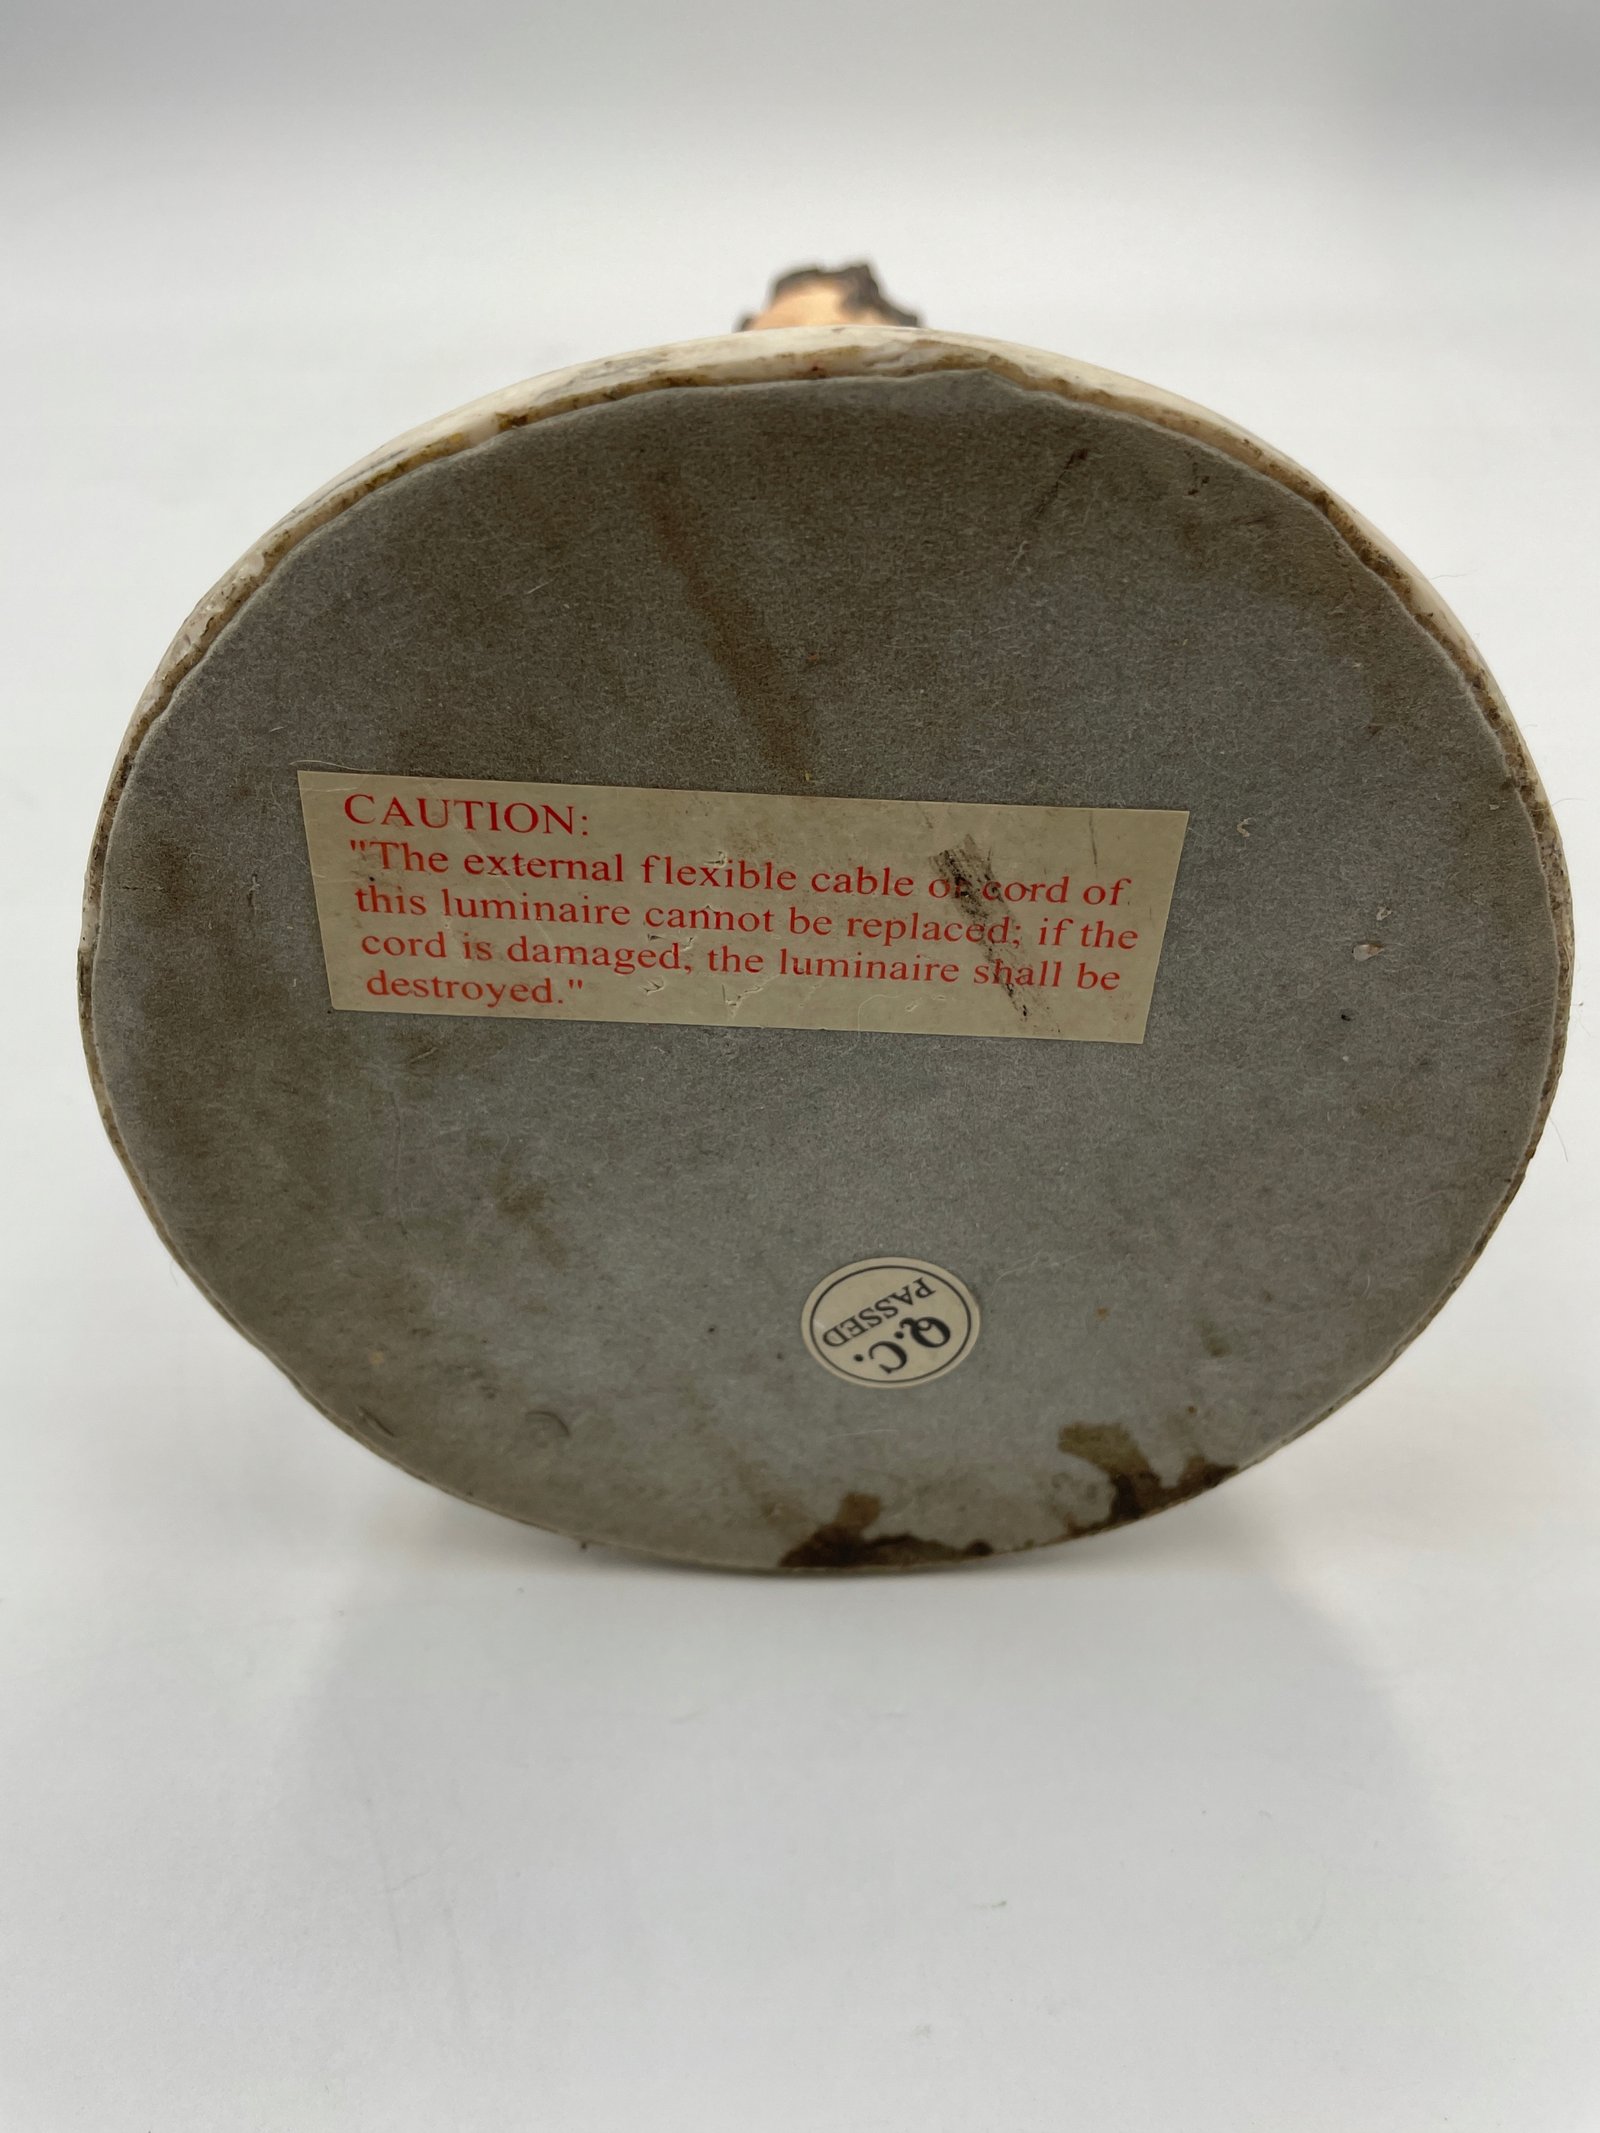 CAUTION:
"The external flexible cable or cord of
this luminaire cannot be replaced; if the
cord is damaged, the luminaire shall be
destroyed."
Q.C.
PASSED